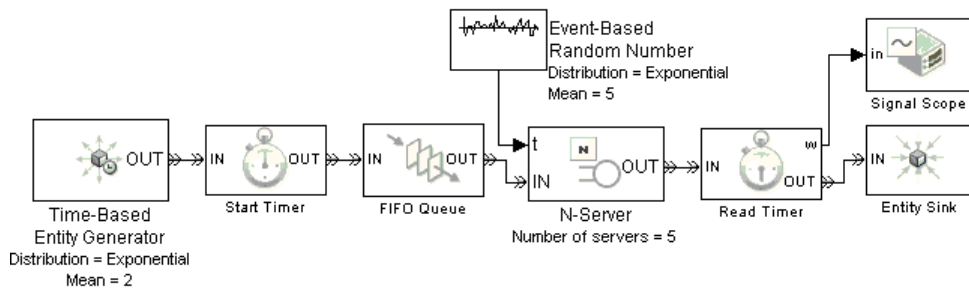 Event-Based
Random Number
Distribution = Exponential
Mean = 5
in
Signal Scope
OUT
Time-Based
Entity Generator
Distribution = Exponential
Mean = 2
IN
OUT
Start Timer
IN
OUT
FIFO Queue
t
N
IN
OUT
N-Server
Number of servers = 5
IN
w
OUT
Read Timer
IN
Entity Sink